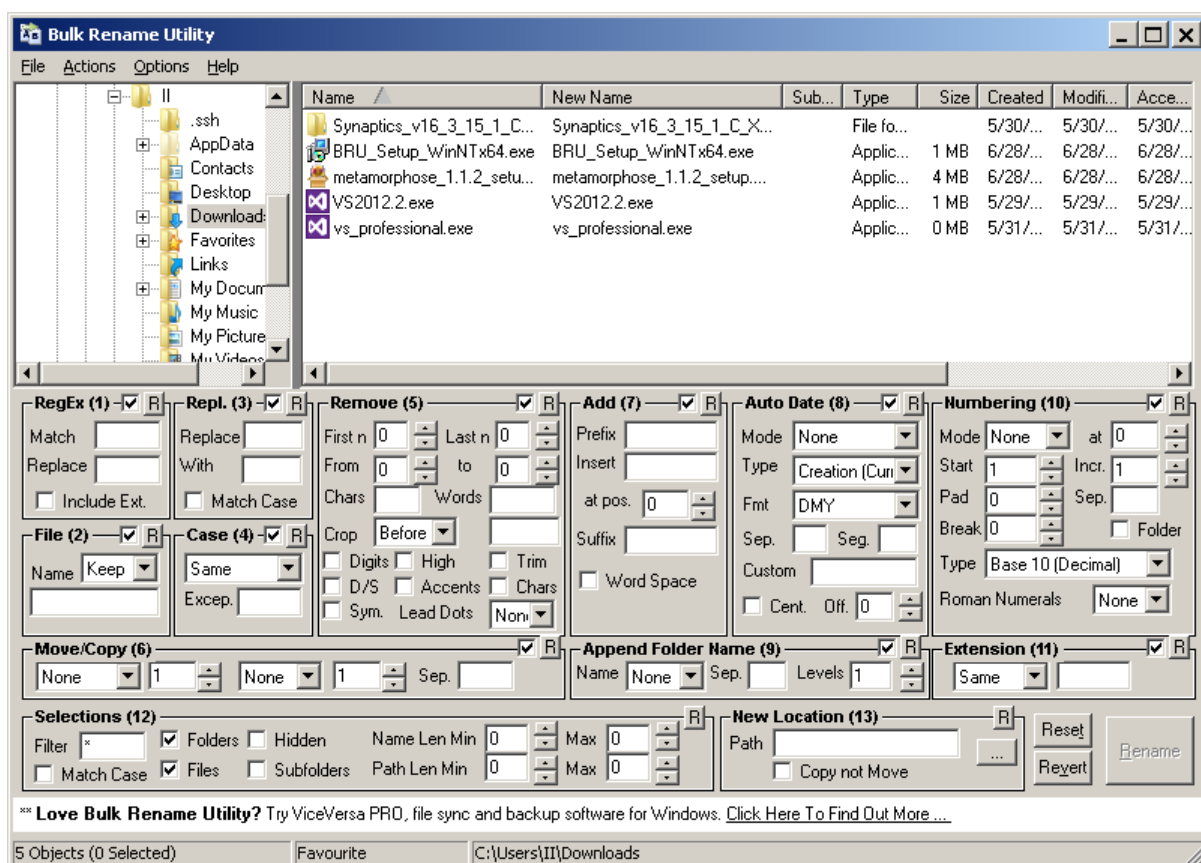 Bulk Rename Utility
File Actions Options Help
II
.ssh
AppData
Contacts
Desktop
Download
Favorites
Links
My Docum
My Music
My Picture
My Videos
Name New Name Sub... Type Size Created Modifi... Acce...
Synaptics_v16_3_15_1_C... Synaptics_v16_3_15_1_C_X... File fo... 5/30/... 5/30/... 5/30/...
BRU_Setup_WinNTx64.exe BRU_Setup_WinNTx64.exe Applic... 1 MB 6/28/... 6/28/... 6/28/...
metamorphose_1.1.2_setu... metamorphose_1.1.2_setup.... Applic... 4 MB 6/28/... 6/28/... 6/28/...
VS2012.2.exe VS2012.2.exe Applic... 1 MB 5/29/... 5/29/... 5/29/...
vs_professional.exe vs_professional.exe Applic... 0 MB 5/31/... 5/31/... 5/31/...
RegEx (1) R
Match
Replace
Include Ext.
Repl. (3) R
Replace
With
Match Case
File (2) R
Name Keep
Case (4) R
Same
Excep.
Remove (5) R
First n 0 Last n 0
From 0 to 0
Chars Words
Crop Before
Digits High Trim
D/S Accents Chars
Sym. Lead Dots Non
Add (7) R
Prefix
Insert
at pos. 0
Suffix
Word Space
Auto Date (8) R
Mode None
Type Creation (Curr
Fmt DMY
Sep. Seg.
Custom
Cent. Off. 0
Numbering (10) R
Mode None at 0
Start 1 Incr. 1
Pad 0 Sep.
Break 0 Folder
Type Base 10 (Decimal)
Roman Numerals None
Move/Copy (6) R
None 1 None 1 Sep.
Append Folder Name (9) R
Name None Sep. Levels 1
Extension (11) R
Same
Selections (12) R
Filter * Folders Hidden Name Len Min 0 Max 0
Match Case Files Subfolders Path Len Min 0 Max 0
New Location (13) R
Path ...
Copy not Move
Reset
Revert
Rename
** Love Bulk Rename Utility? Try ViceVersa PRO, file sync and backup software for Windows. Click Here To Find Out More ...
5 Objects (0 Selected) Favourite C:\Users\II\Downloads